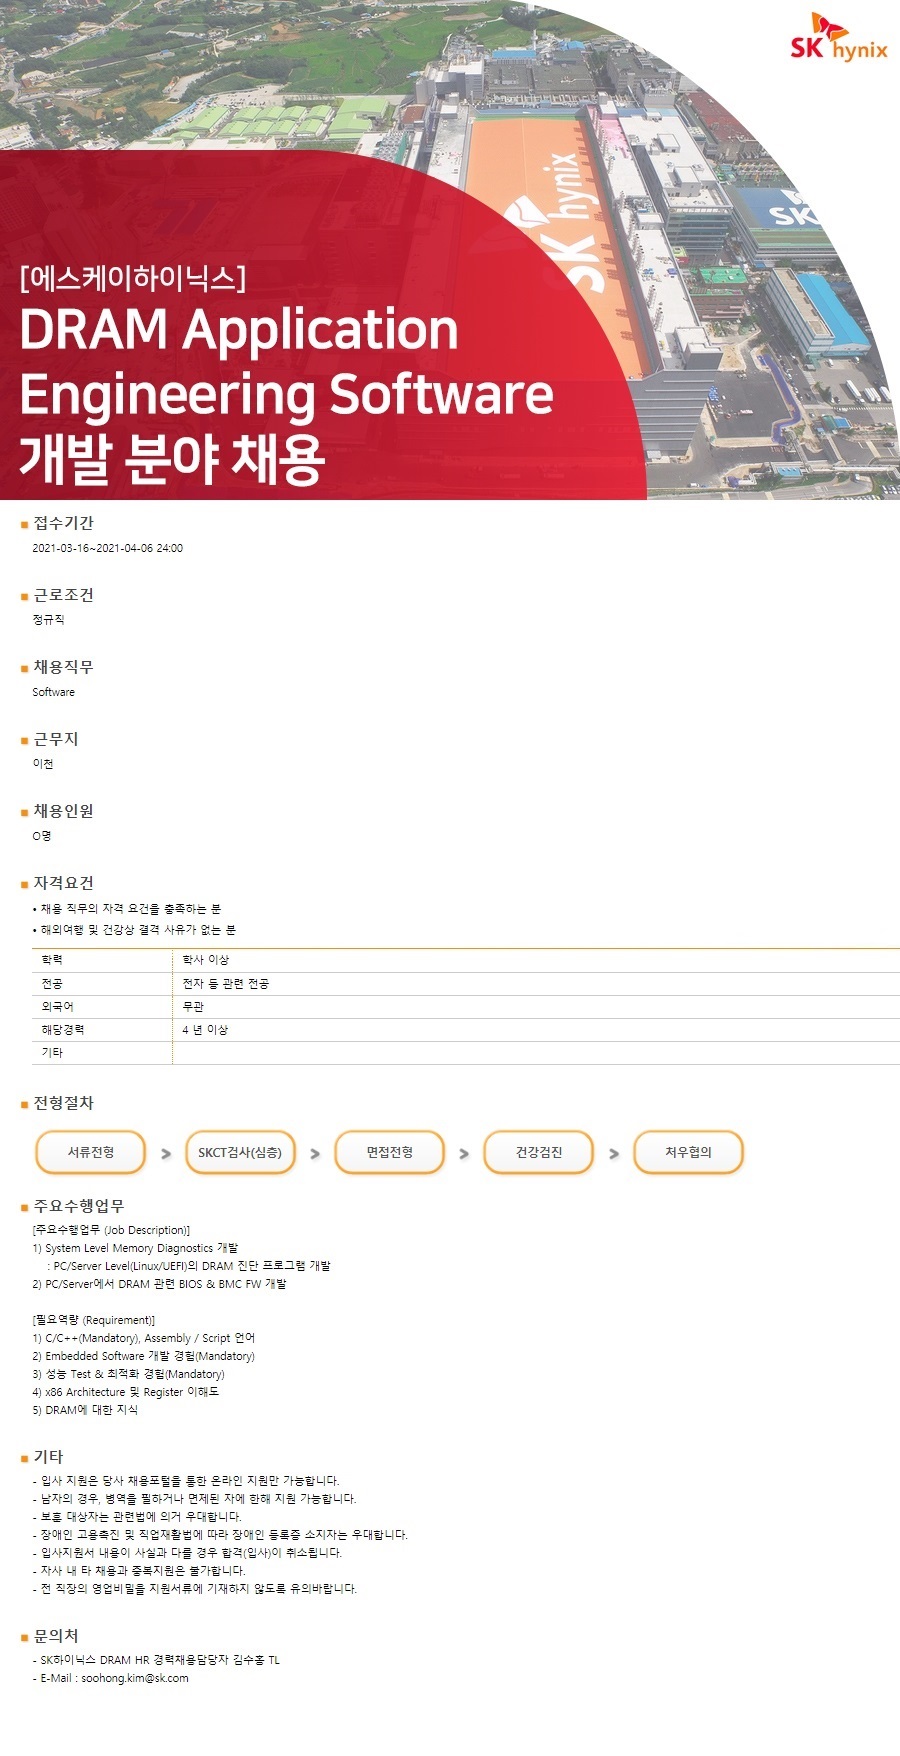 SK hynix
SK hynix
SK
[에스케이하이닉스]
DRAM Application
Engineering Software
개발 분야 채용
접수기간
2021-03-16~2021-04-06 24:00
근로조건
정규직
채용직무
Software
근무지
이천
채용인원
O명
자격요건
• 채용 직무의 자격 요건을 충족하는 분
• 해외여행 및 건강상 결격 사유가 없는 분
학력 학사 이상
전공 전자 등 관련 전공
외국어 무관
해당경력 4 년 이상
기타
전형절차
서류전형 > SKCT검사(심층) > 면접전형 > 건강검진 > 처우협의
주요수행업무
[주요수행업무 (Job Description)]
1) System Level Memory Diagnostics 개발
: PC/Server Level(Linux/UEFI)의 DRAM 진단 프로그램 개발
2) PC/Server에서 DRAM 관련 BIOS & BMC FW 개발
[필요역량 (Requirement)]
1) C/C++(Mandatory), Assembly / Script 언어
2) Embedded Software 개발 경험(Mandatory)
3) 성능 Test & 최적화 경험(Mandatory)
4) x86 Architecture 및 Register 이해도
5) DRAM에 대한 지식
기타
- 입사 지원은 당사 채용포털을 통한 온라인 지원만 가능합니다.
- 남자의 경우, 병역을 필하거나 면제된 자에 한해 지원 가능합니다.
- 보훈 대상자는 관련법에 의거 우대합니다.
- 장애인 고용촉진 및 직업재활법에 따라 장애인 등록증 소지자는 우대합니다.
- 입사지원서 내용이 사실과 다를 경우 합격(입사)이 취소됩니다.
- 자사 내 타 채용과 중복지원은 불가합니다.
- 전 직장의 영업비밀을 지원서류에 기재하지 않도록 유의바랍니다.
문의처
- SK하이닉스 DRAM HR 경력채용담당자 김수홍 TL
- E-Mail : soohong.kim@sk.com